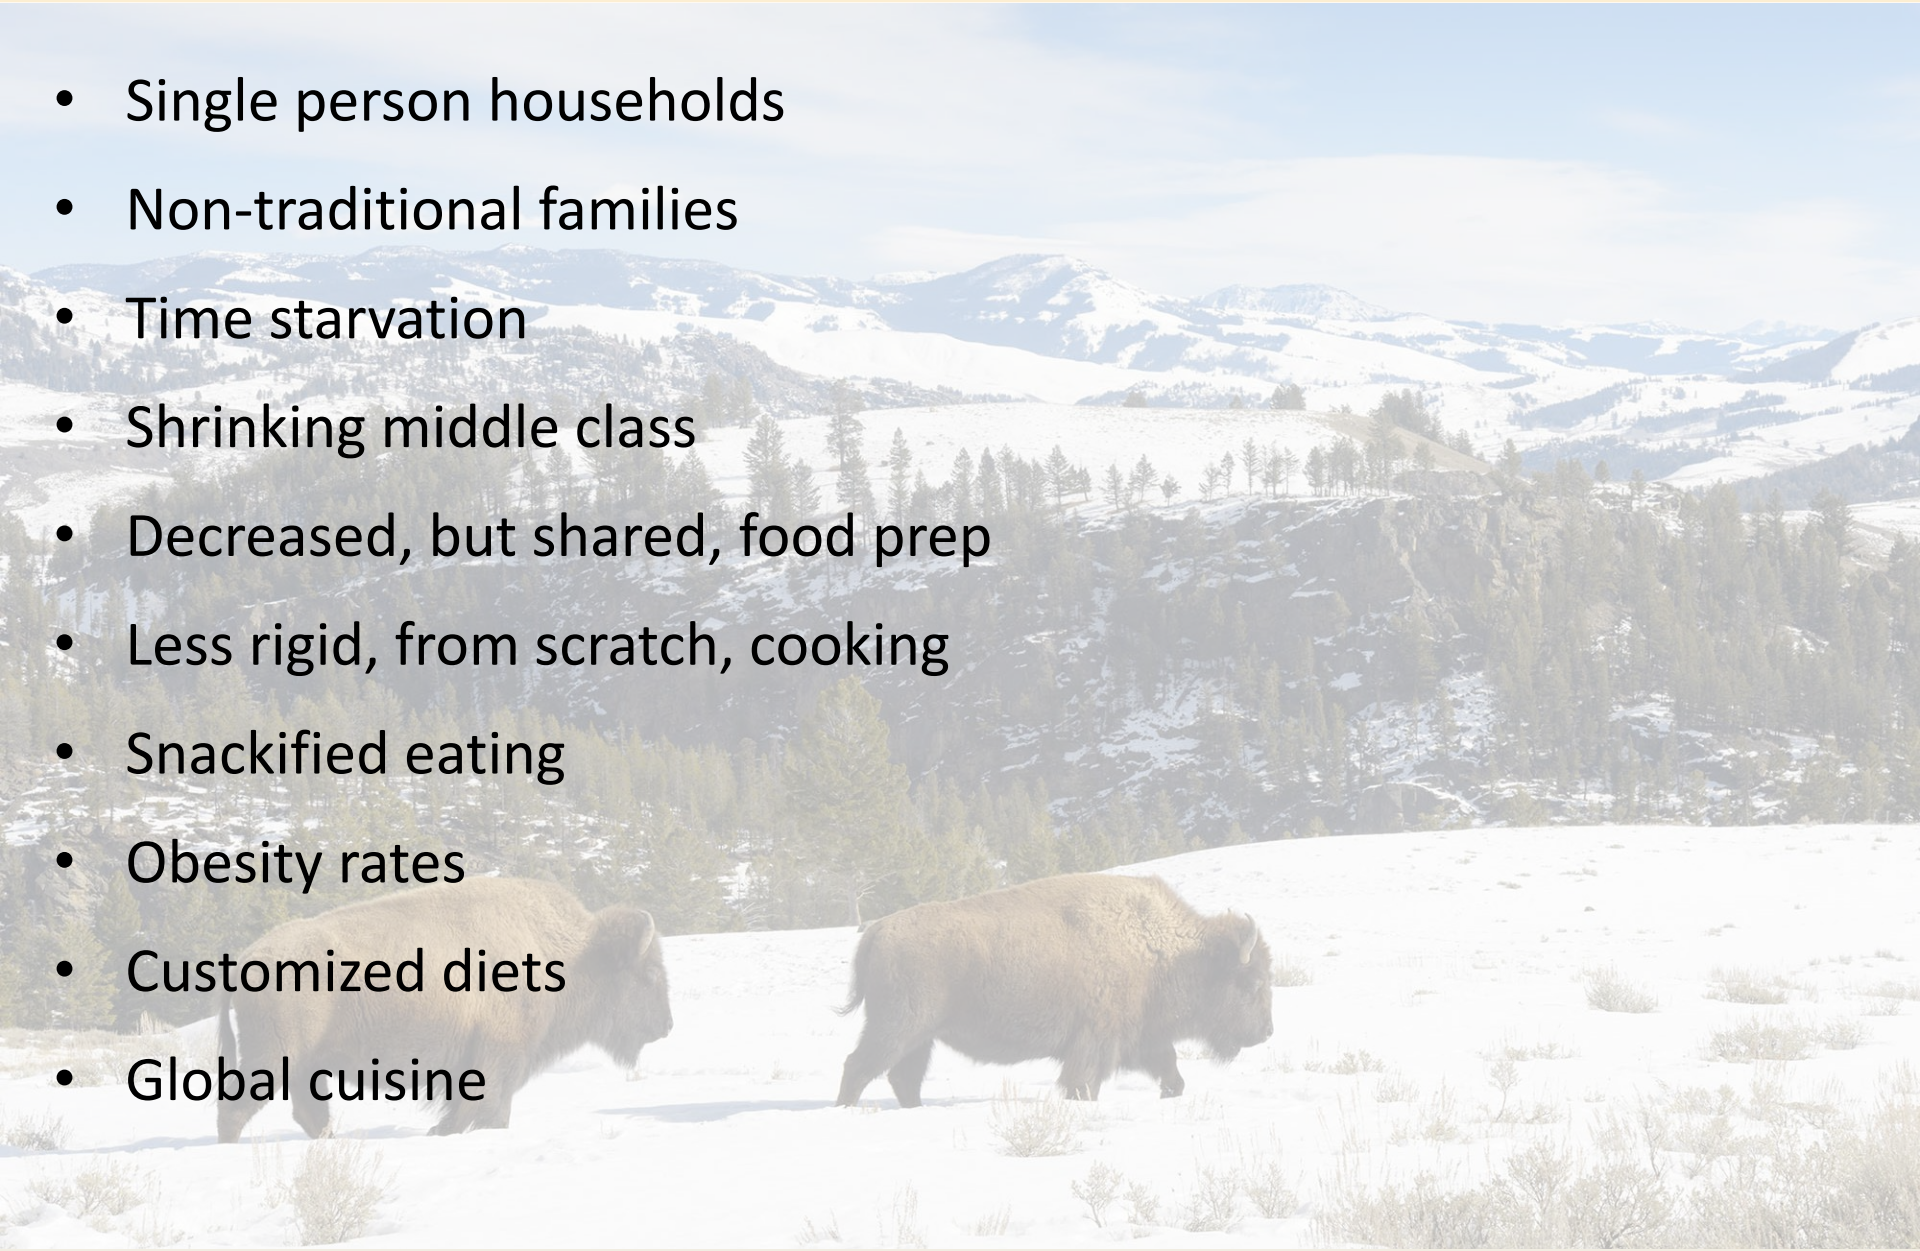 • Single person households
• Non-traditional families
• Time starvation
• Shrinking middle class
• Decreased, but shared, food prep
• Less rigid, from scratch, cooking
• Snackified eating
• Obesity rates
• Customized diets
• Global cuisine